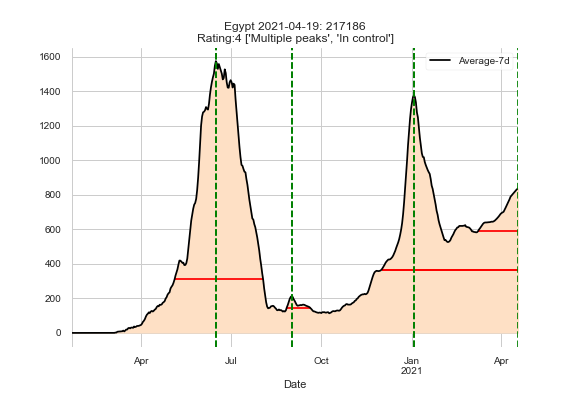 Egypt 2021-04-19: 217186
Rating:4 ['Multiple peaks', 'In control']
Average-7d
1600
1400
1200
1000
800
600
400
200
0
Apr
Jul
Oct
Jan
2021
Apr
Date